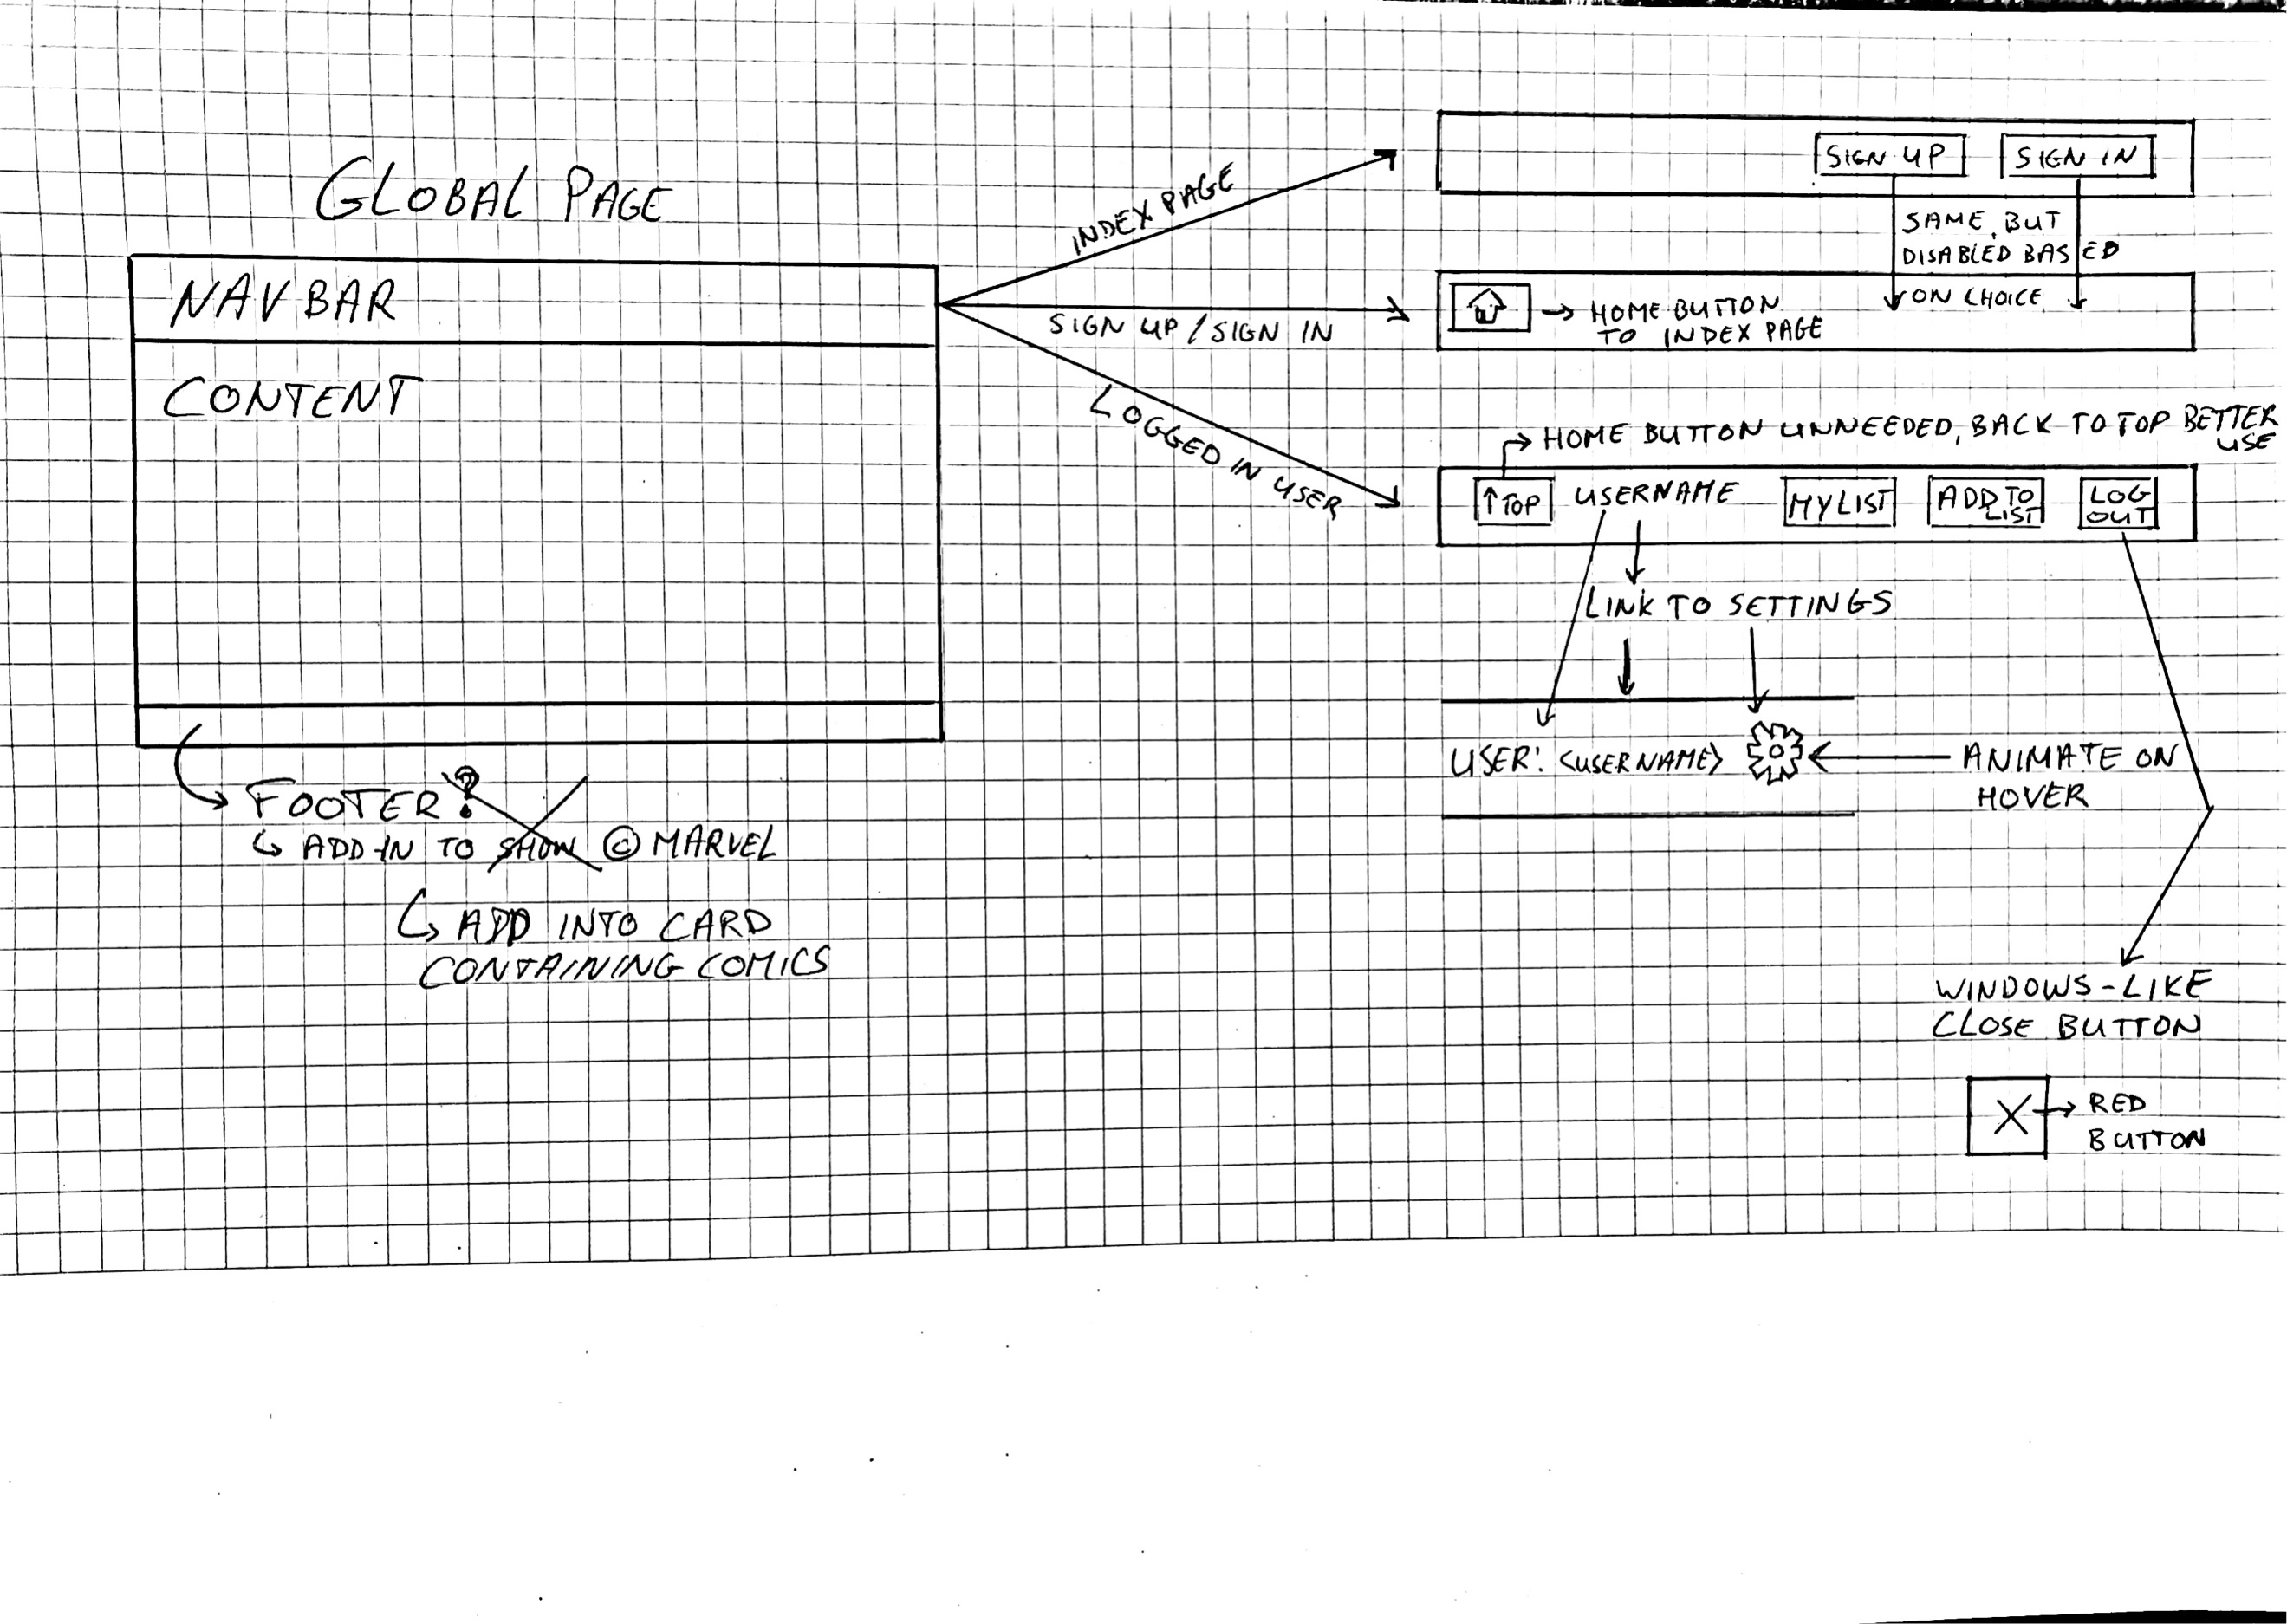 GLOBAL PAGE
NAVBAR
CONTENT
FOOTER?
ADD IN TO SHOW © MARVEL
ADD INTO CARD
CONTAINING COMICS
INDEX PAGE
SIGN UP / SIGN IN
LOGGED IN USER
SIGN UP SIGN IN
SAME, BUT
DISABLED BASED
ON CHOICE
→ HOME BUTTON
TO INDEX PAGE
HOME BUTTON UNNEEDED, BACK TO TOP BETTER
USE
↑TOP USERNAME MYLIST ADD TO LIST LOG OUT
LINK TO SETTINGS
USER: <USERNAME>
ANIMATE ON
HOVER
WINDOWS-LIKE
CLOSE BUTTON
X → RED
BUTTON